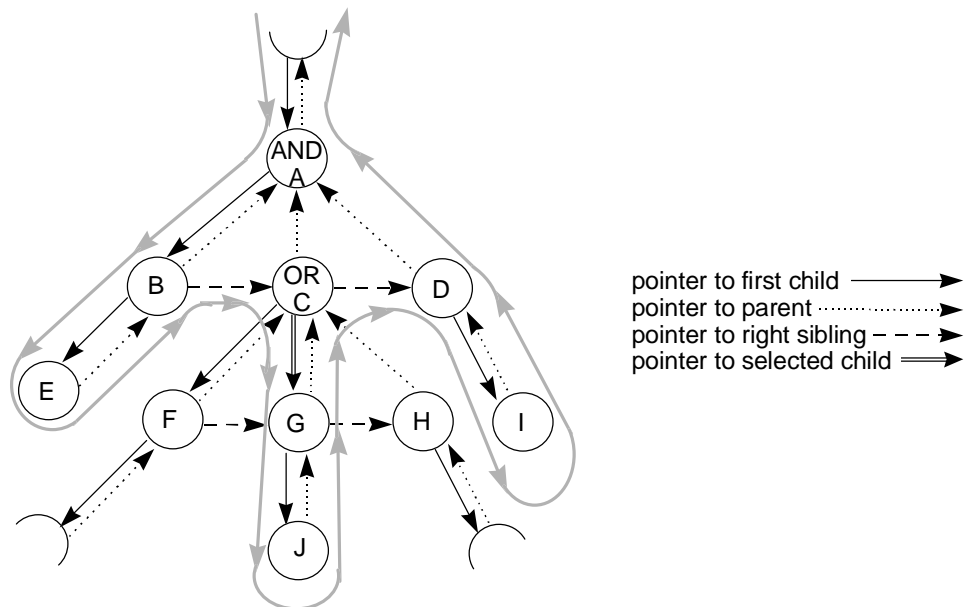 AND
A
B
OR
C
D
E
F
G
H
I
J
pointer to first child
pointer to parent
pointer to right sibling
pointer to selected child